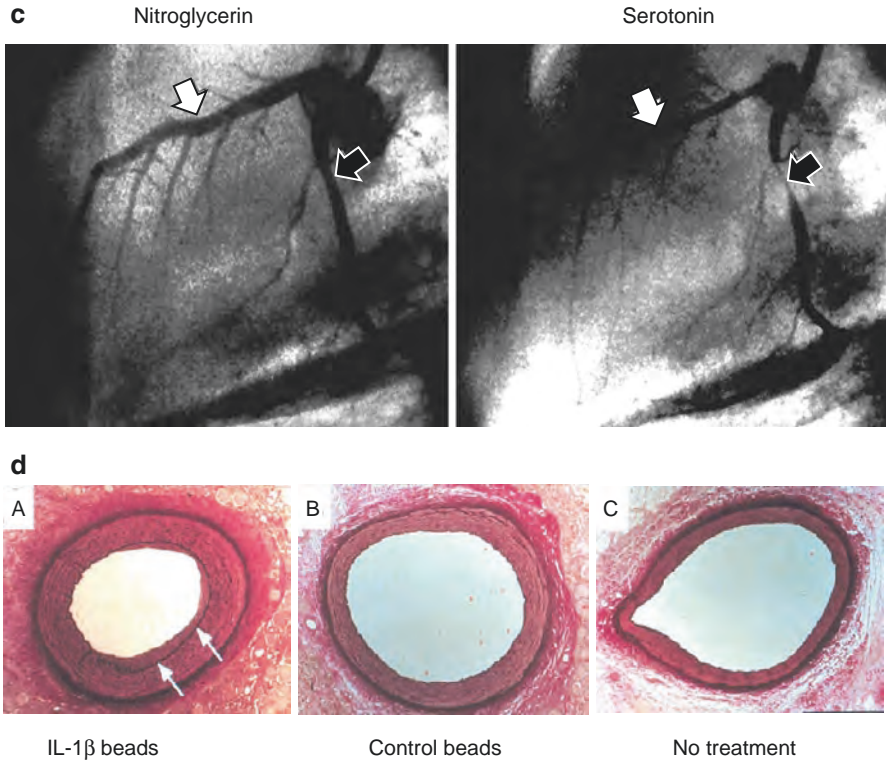 c
Nitroglycerin
Serotonin
d
A
B
C
IL-1β beads
Control beads
No treatment